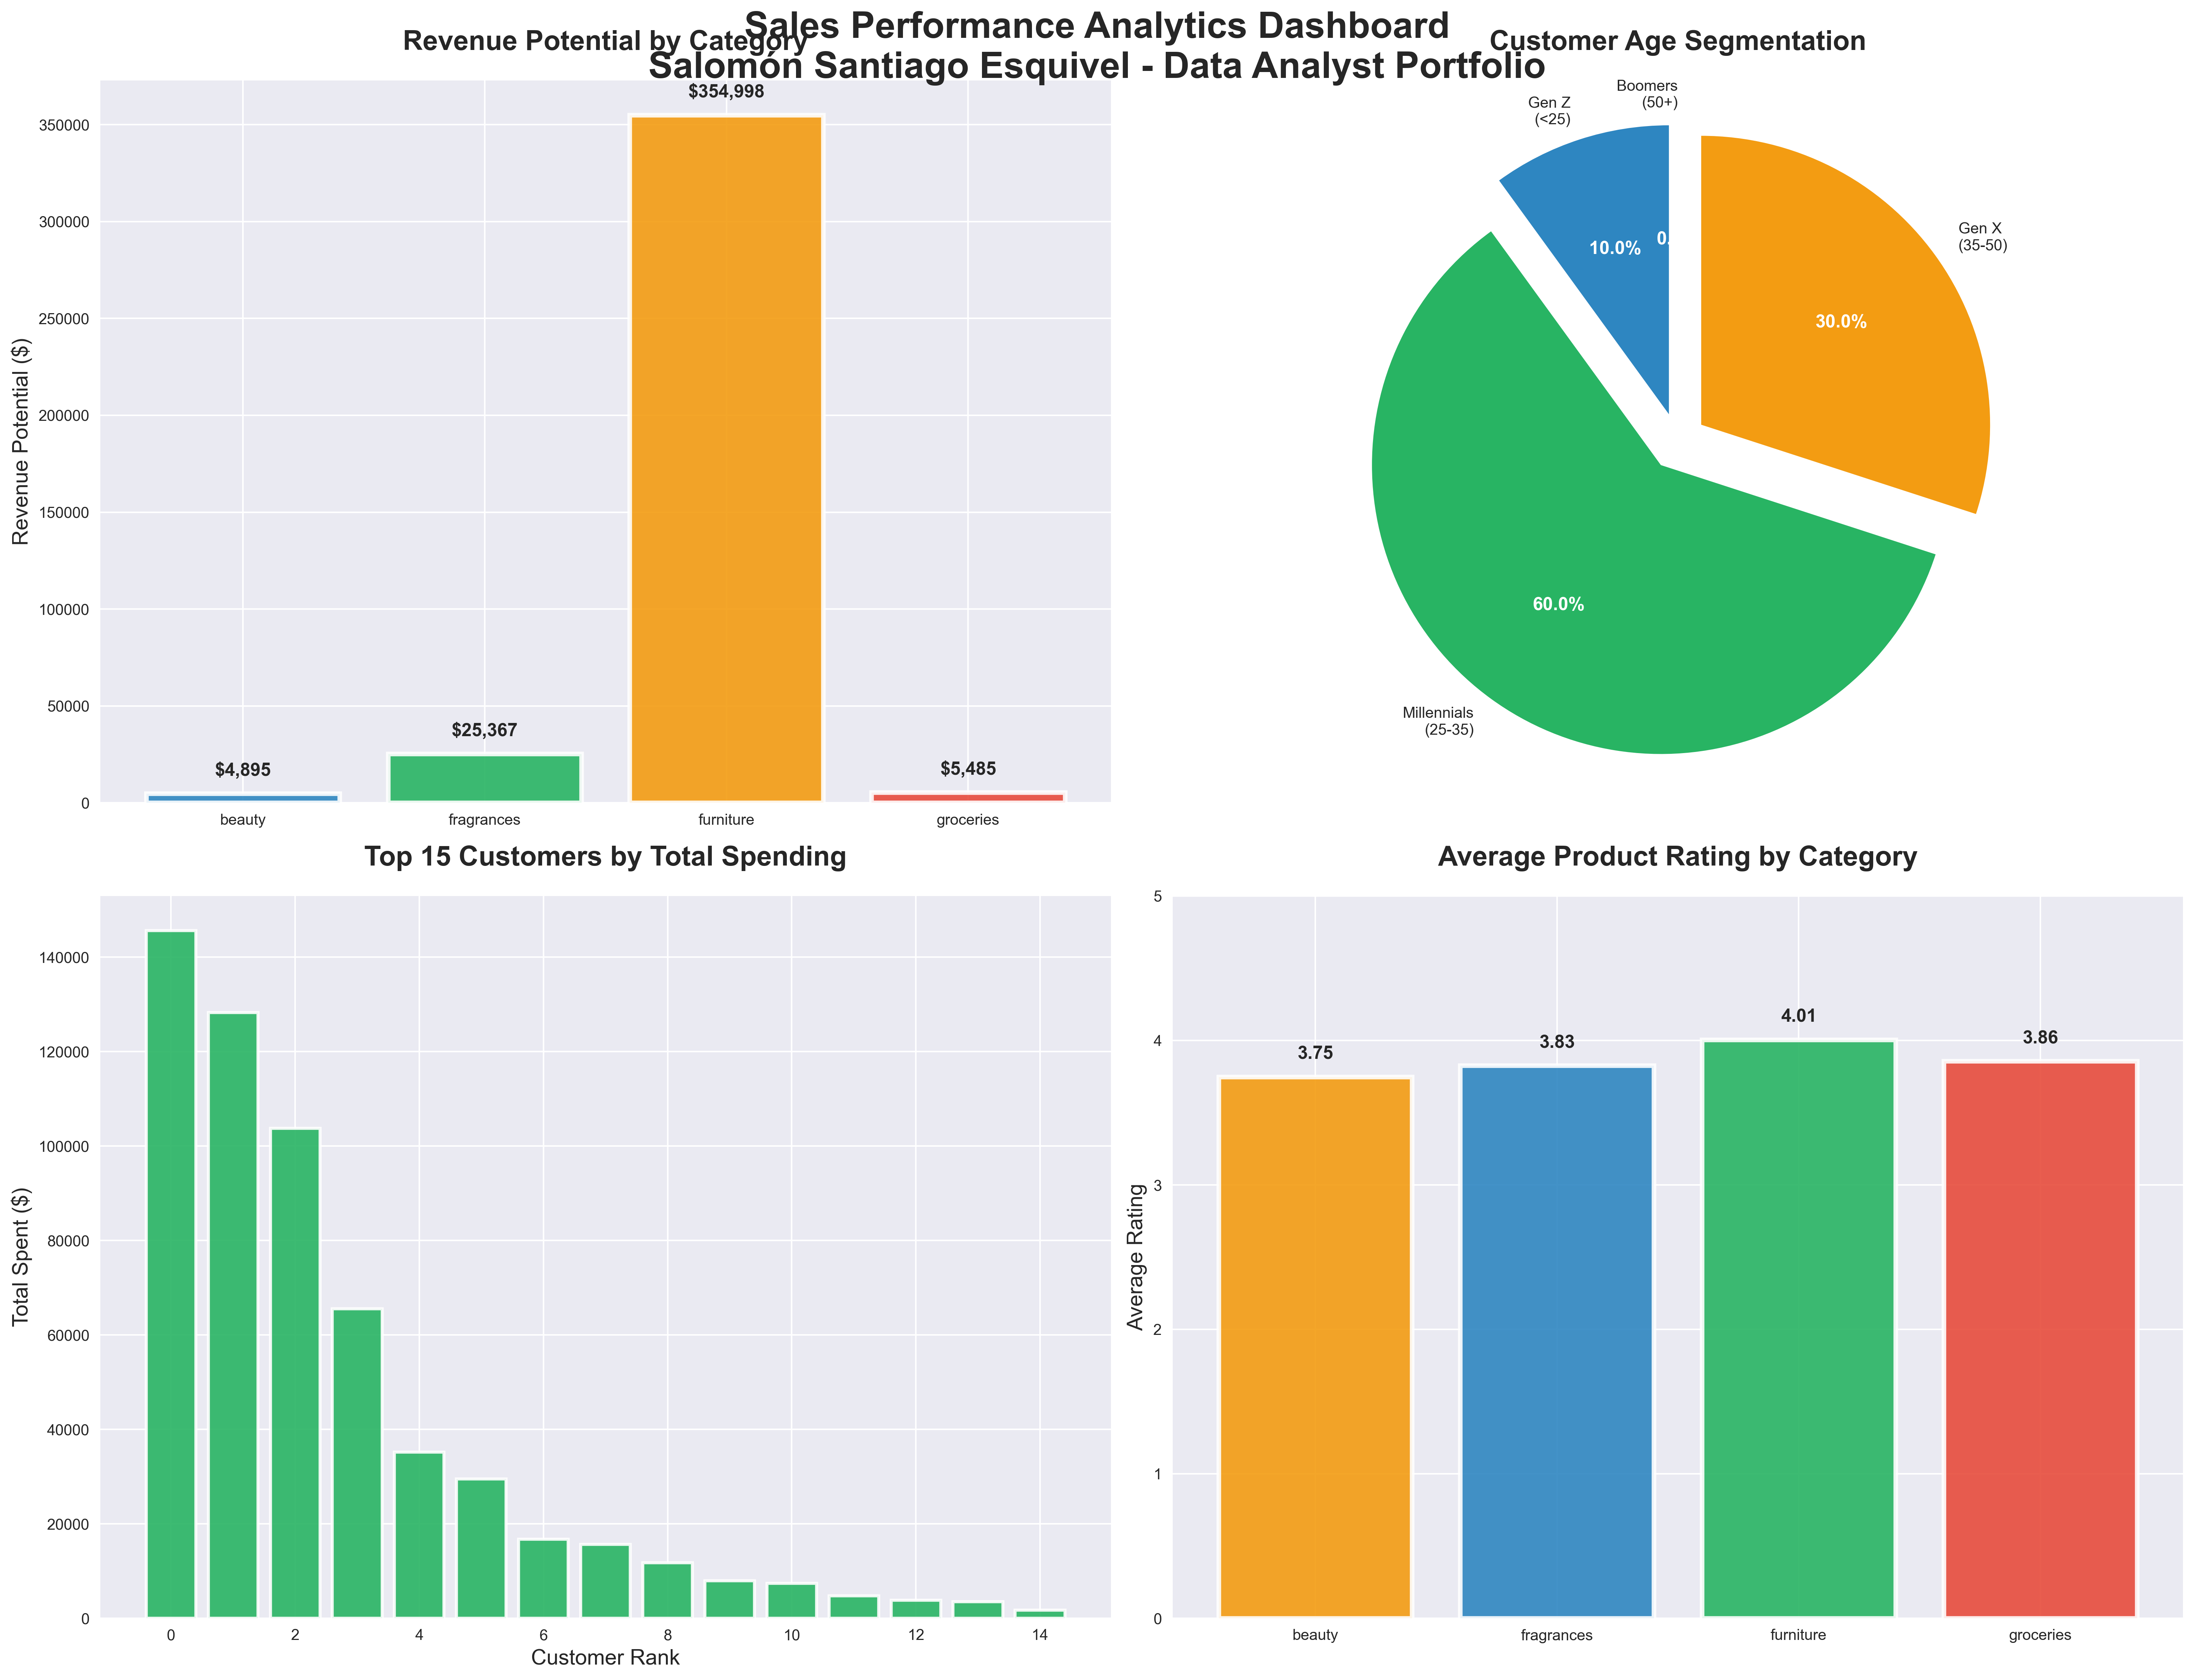 Sales Performance Analytics Dashboard
Salomón Santiago Esquivel - Data Analyst Portfolio
Revenue Potential by Category
Revenue Potential ($)
350000
300000
250000
200000
150000
100000
50000
0
$4,895
$25,367
$354,998
$5,485
beauty
fragrances
furniture
groceries
Customer Age Segmentation
Boomers
(50+)
Gen Z
(<25)
Gen X
(35-50)
Millennials
(25-35)
10.0%
0.
30.0%
60.0%
Top 15 Customers by Total Spending
Total Spent ($)
140000
120000
100000
80000
60000
40000
20000
0
0
2
4
6
8
10
12
14
Customer Rank
Average Product Rating by Category
Average Rating
5
4
3
2
1
0
3.75
3.83
4.01
3.86
beauty
fragrances
furniture
groceries